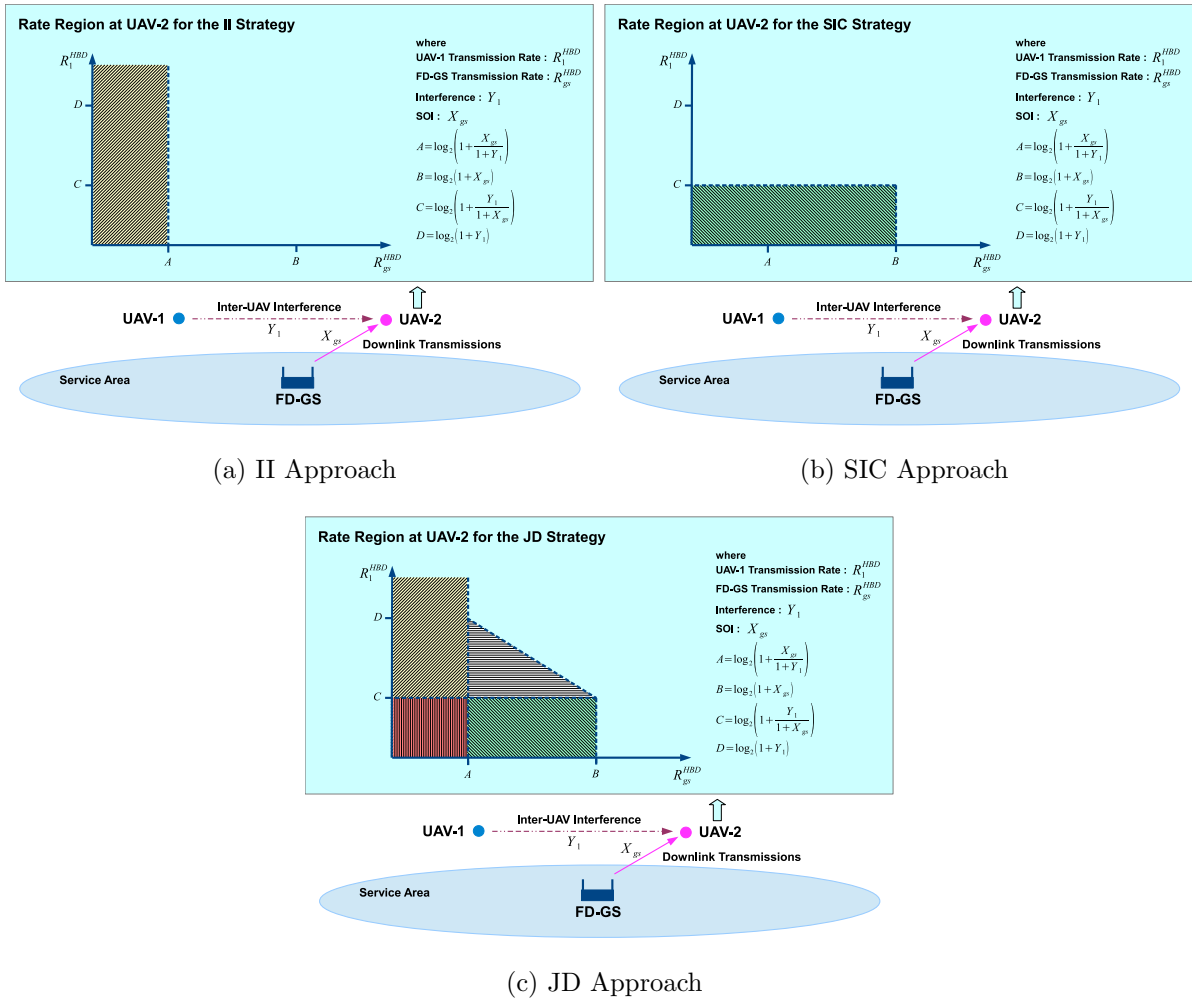 Rate Region at UAV-2 for the II Strategy
where
UAV-1 Transmission Rate : R_1^{HBD}
FD-GS Transmission Rate : R_{gs}^{HBD}
Interference : Y_1
SOI : X_{gs}
A=log_2(1+X_{gs}/(1+Y_1))
B=log_2(1+X_{gs})
C=log_2(1+Y_1/(1+X_{gs}))
D=log_2(1+Y_1)
R_1^{HBD}
D
C
A
B
R_{gs}^{HBD}
UAV-1
Inter-UAV Interference
Y_1
UAV-2
X_{gs}
Downlink Transmissions
Service Area
FD-GS
(a) II Approach
Rate Region at UAV-2 for the SIC Strategy
where
UAV-1 Transmission Rate : R_1^{HBD}
FD-GS Transmission Rate : R_{gs}^{HBD}
Interference : Y_1
SOI : X_{gs}
A=log_2(1+X_{gs}/(1+Y_1))
B=log_2(1+X_{gs})
C=log_2(1+Y_1/(1+X_{gs}))
D=log_2(1+Y_1)
R_1^{HBD}
D
C
A
B
R_{gs}^{HBD}
UAV-1
Inter-UAV Interference
Y_1
UAV-2
X_{gs}
Downlink Transmissions
Service Area
FD-GS
(b) SIC Approach
Rate Region at UAV-2 for the JD Strategy
where
UAV-1 Transmission Rate : R_1^{HBD}
FD-GS Transmission Rate : R_{gs}^{HBD}
Interference : Y_1
SOI : X_{gs}
A=log_2(1+X_{gs}/(1+Y_1))
B=log_2(1+X_{gs})
C=log_2(1+Y_1/(1+X_{gs}))
D=log_2(1+Y_1)
R_1^{HBD}
D
C
A
B
R_{gs}^{HBD}
UAV-1
Inter-UAV Interference
Y_1
UAV-2
X_{gs}
Downlink Transmissions
Service Area
FD-GS
(c) JD Approach